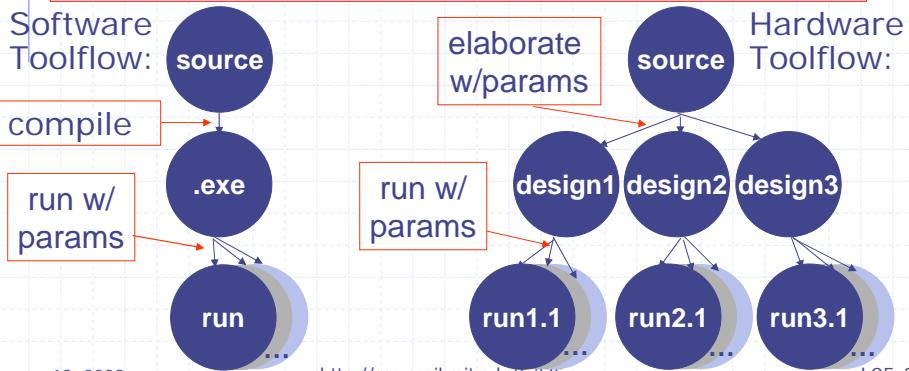 Software
Toolflow:
source
compile
.exe
run w/
params
run
...
elaborate
w/params
source
Hardware
Toolflow:
design1
design2
design3
run w/
params
run1.1
...
run2.1
...
run3.1
...